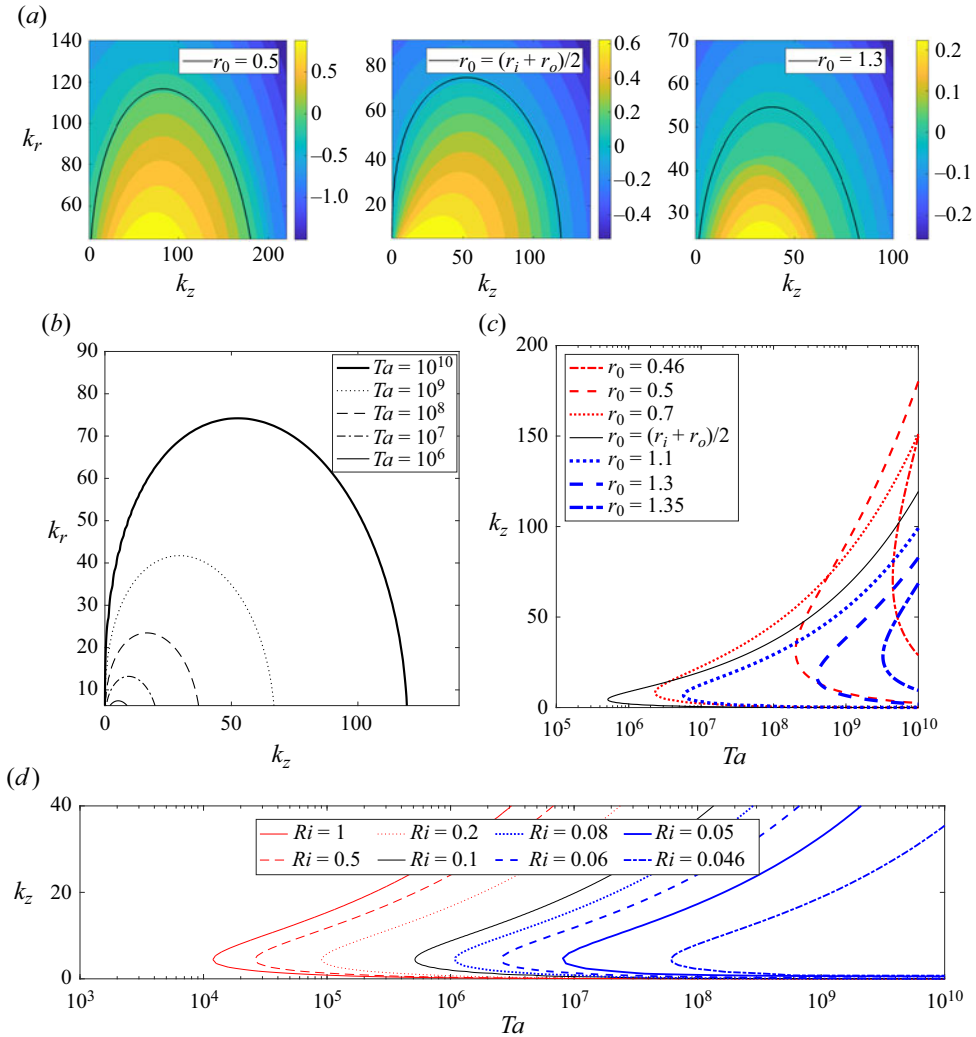 (a)
140
120
100
80
60
k_r
0
100
200
k_z
r_0 = 0.5
0.5
0
–0.5
–1.0
80
60
40
20
0
50
100
k_z
r_0 = (r_i + r_o)/2
0.6
0.4
0.2
0
–0.2
–0.4
70
60
50
40
30
0
50
100
k_z
r_0 = 1.3
0.2
0.1
0
–0.1
–0.2
(b)
90
80
70
60
50
40
30
20
10
k_r
0
50
100
k_z
Ta = 10^10
Ta = 10^9
Ta = 10^8
Ta = 10^7
Ta = 10^6
(c)
200
150
100
50
0
k_z
10^5
10^6
10^7
10^8
10^9
10^10
Ta
r_0 = 0.46
r_0 = 0.5
r_0 = 0.7
r_0 = (r_i + r_o)/2
r_0 = 1.1
r_0 = 1.3
r_0 = 1.35
(d)
40
20
0
k_z
Ri = 1
Ri = 0.2
Ri = 0.08
Ri = 0.05
Ri = 0.5
Ri = 0.1
Ri = 0.06
Ri = 0.046
10^3
10^4
10^5
10^6
10^7
10^8
10^9
10^10
Ta